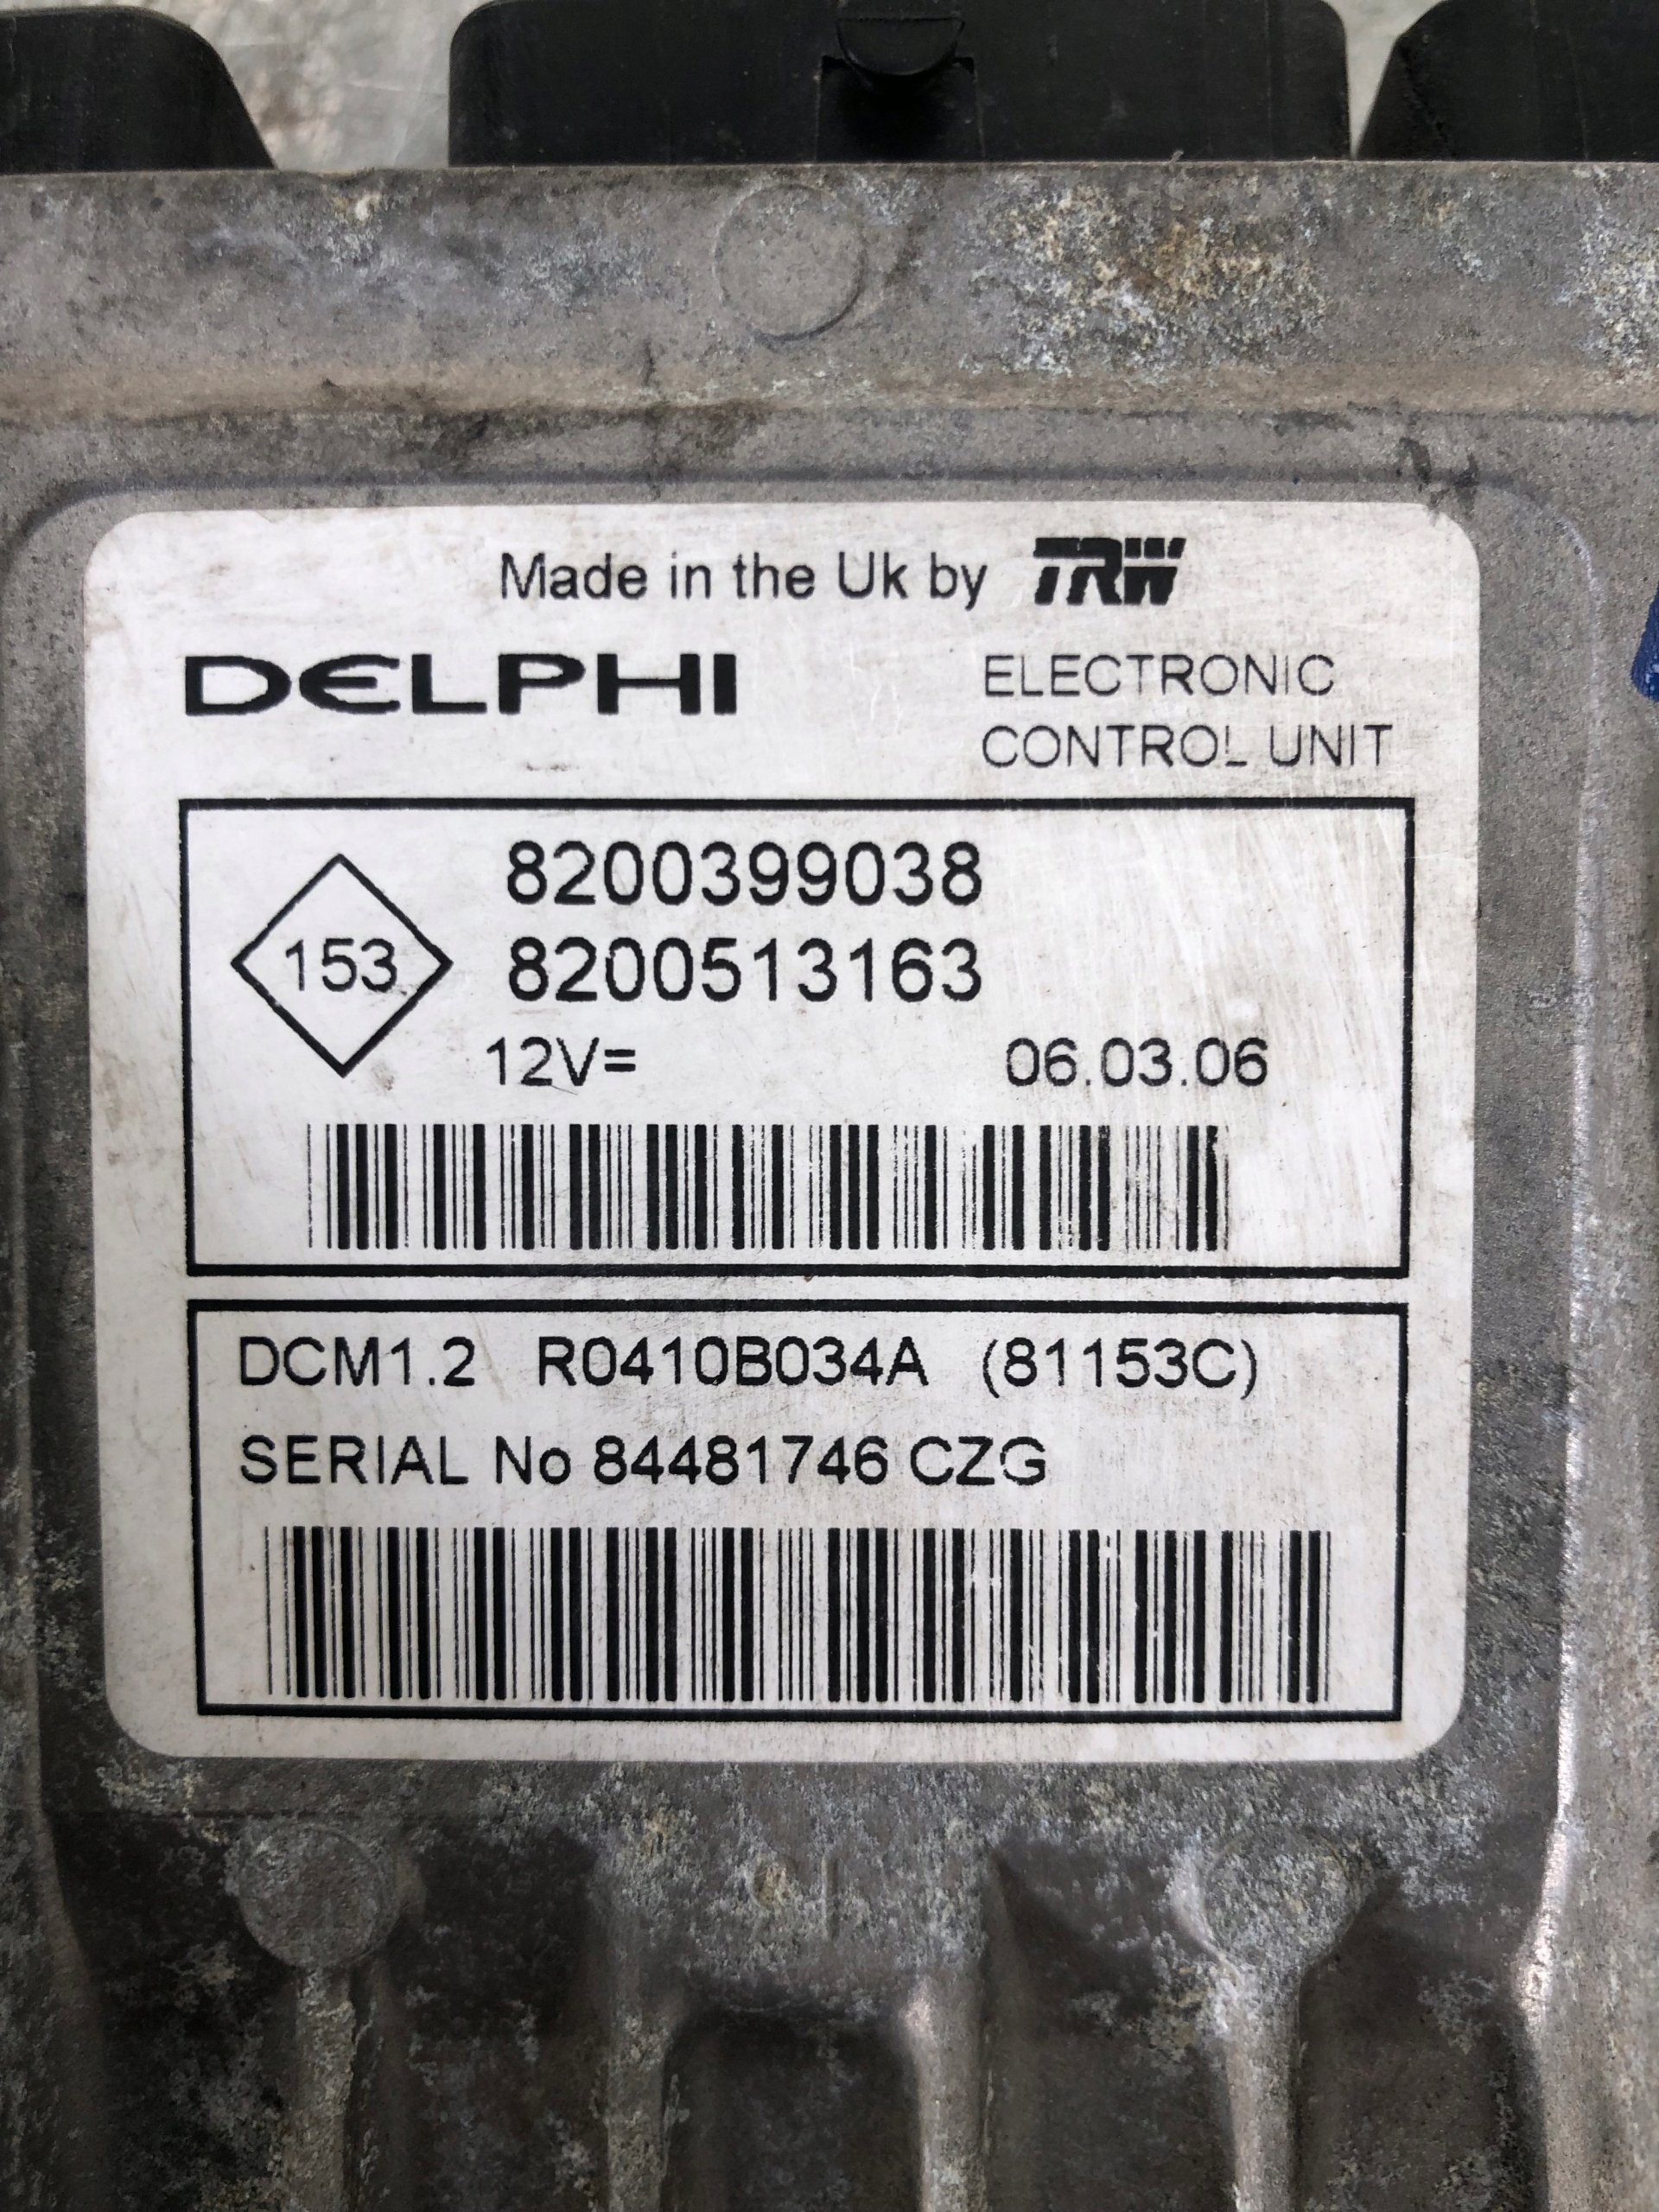 Made in the Uk by TRW
DELPHI
ELECTRONIC
CONTROL UNIT
8200399038
153
8200513163
12V= 06.03.06
DCM1.2 R0410B034A (81153C)
SERIAL No 84481746 CZG